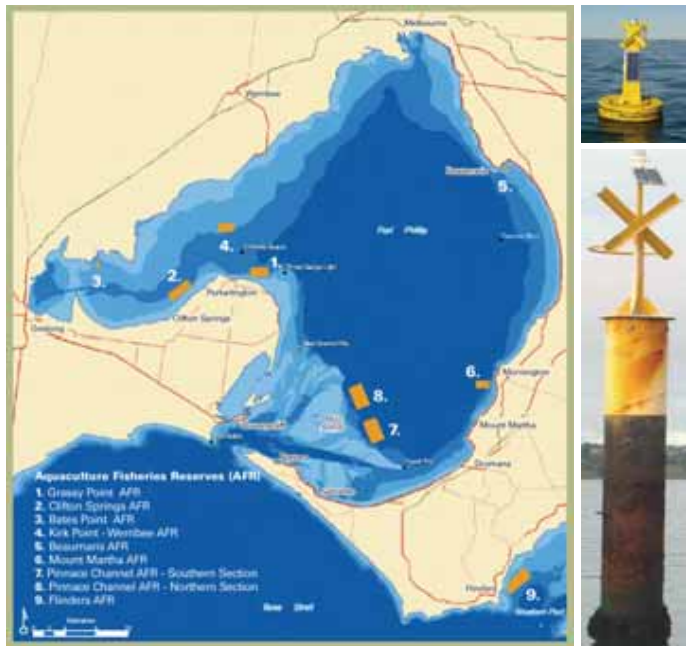 Melbourne
Werribee
Beaumaris
5.
Port Phillip
4.
1.
3.
2.
Portarlington
Geelong
Clifton Springs
6.
Mornington
8.
7.
Mount Martha
Dromana
Aquaculture Fisheries Reserves (AFR)
1. Grassy Point AFR
2. Clifton Springs AFR
3. Bates Point AFR
4. Kirk Point - Werribee AFR
5. Beaumaris AFR
6. Mount Martha AFR
7. Pinnace Channel AFR - Southern Section
8. Pinnace Channel AFR - Northern Section
9. Flinders AFR
9.
Western Port
Bass Strait